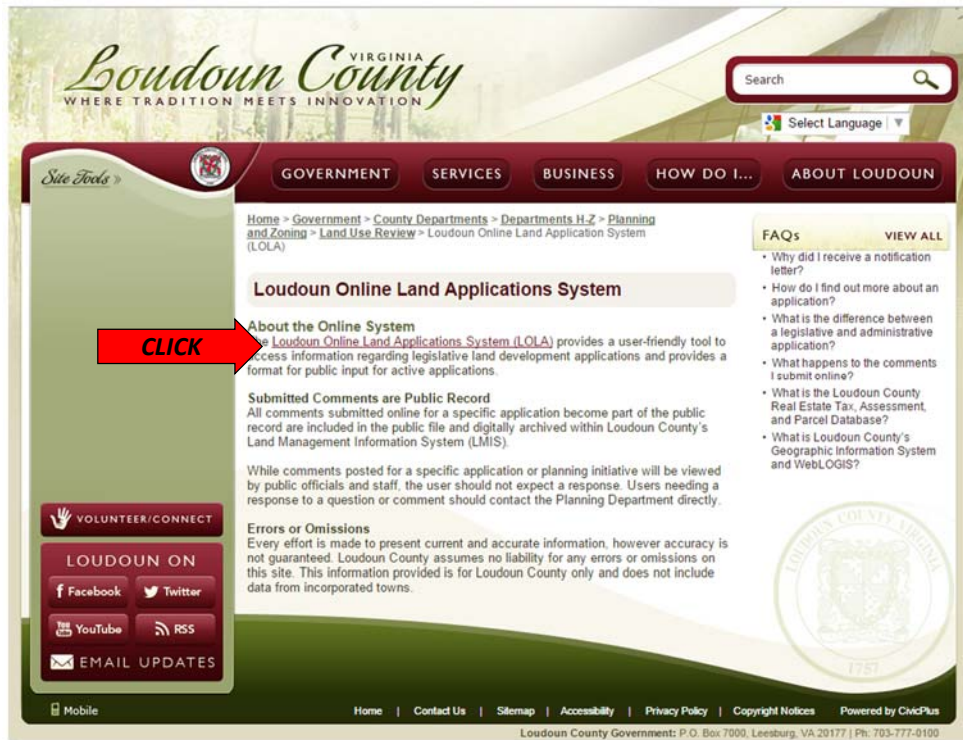 Loudoun County
VIRGINIA
WHERE TRADITION MEETS INNOVATION
Search
Select Language ▼
Site Tools »
GOVERNMENT
SERVICES
BUSINESS
HOW DO I...
ABOUT LOUDOUN
Home > Government > County Departments > Departments H-Z > Planning
and Zoning > Land Use Review > Loudoun Online Land Application System
(LOLA)
Loudoun Online Land Applications System
About the Online System
CLICK
Loudoun Online Land Applications System (LOLA) provides a user-friendly tool to
access information regarding legislative land development applications and provides a
format for public input for active applications.
Submitted Comments are Public Record
All comments submitted online for a specific application become part of the public
record are included in the public file and digitally archived within Loudoun County's
Land Management Information System (LMIS).
While comments posted for a specific application or planning initiative will be viewed
by public officials and staff, the user should not expect a response. Users needing a
response to a question or comment should contact the Planning Department directly.
Errors or Omissions
Every effort is made to present current and accurate information, however accuracy is
not guaranteed. Loudoun County assumes no liability for any errors or omissions on
this site. This information provided is for Loudoun County only and does not include
data from incorporated towns.
FAQs
VIEW ALL
• Why did I receive a notification
letter?
• How do I find out more about an
application?
• What is the difference between
a legislative and administrative
application?
• What happens to the comments
I submit online?
• What is the Loudoun County
Real Estate Tax, Assessment,
and Parcel Database?
• What is Loudoun County's
Geographic Information System
and WebLOGIS?
VOLUNTEER/CONNECT
LOUDOUN ON
Facebook
Twitter
You Tube YouTube
RSS
EMAIL UPDATES
LOUDOUN COUNTY VIRGINIA
1757
Mobile
Home | Contact Us | Sitemap | Accessibility | Privacy Policy | Copyright Notices Powered by CivicPlus
Loudoun County Government: P.O. Box 7000, Leesburg, VA 20177 | Ph: 703-777-0100